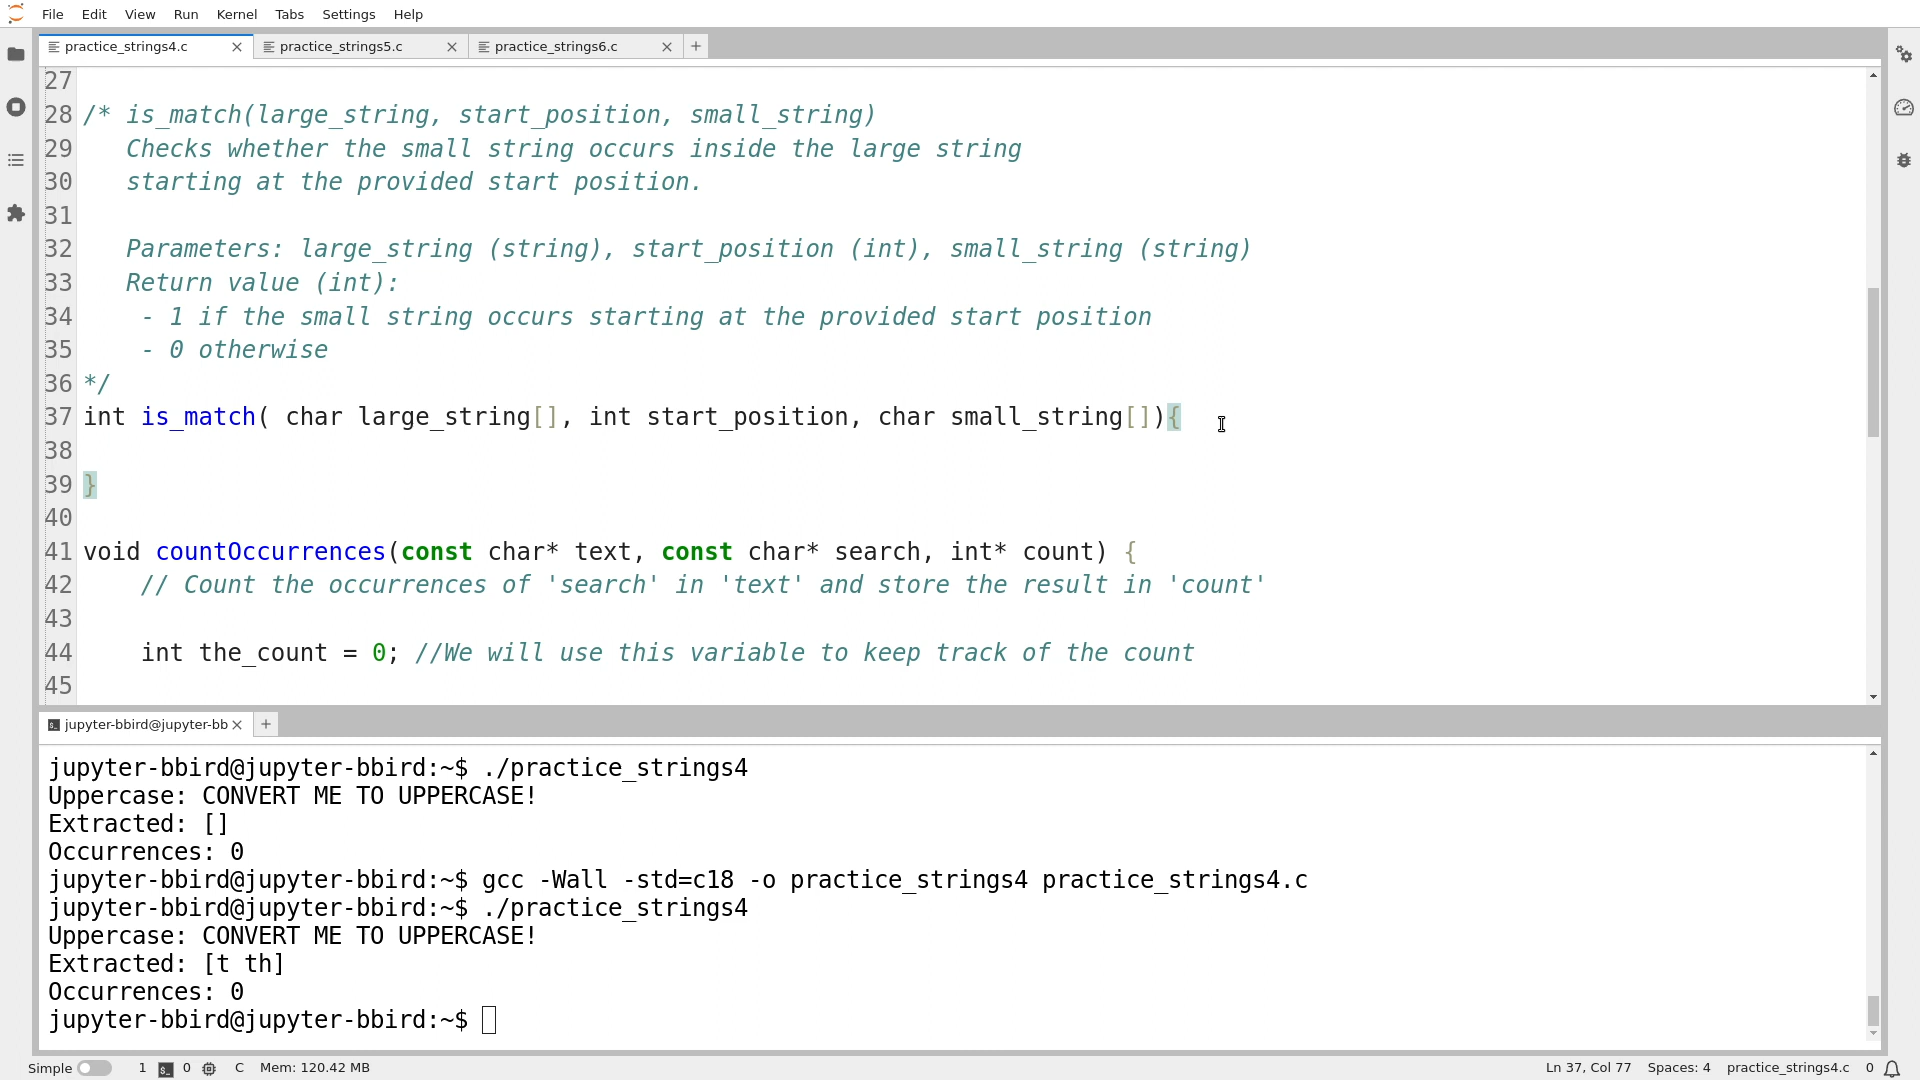 File Edit View Run Kernel Tabs Settings Help
practice_strings4.c practice_strings5.c practice_strings6.c
27
28 /* is_match(large_string, start_position, small_string)
29 Checks whether the small string occurs inside the large string
30 starting at the provided start position.
31
32 Parameters: large_string (string), start_position (int), small_string (string)
33 Return value (int):
34 - 1 if the small string occurs starting at the provided start position
35 - 0 otherwise
36 */
37 int is_match( char large_string[], int start_position, char small_string[]){
38
39 }
40
41 void countOccurrences(const char* text, const char* search, int* count) {
42 // Count the occurrences of 'search' in 'text' and store the result in 'count'
43
44 int the_count = 0; //We will use this variable to keep track of the count
45
jupyter-bbird@jupyter-bb
jupyter-bbird@jupyter-bbird:~$ ./practice_strings4
Uppercase: CONVERT ME TO UPPERCASE!
Extracted: []
Occurrences: 0
jupyter-bbird@jupyter-bbird:~$ gcc -Wall -std=c18 -o practice_strings4 practice_strings4.c
jupyter-bbird@jupyter-bbird:~$ ./practice_strings4
Uppercase: CONVERT ME TO UPPERCASE!
Extracted: [t th]
Occurrences: 0
jupyter-bbird@jupyter-bbird:~$
Simple 1 0 C Mem: 120.42 MB Ln 37, Col 77 Spaces: 4 practice_strings4.c 0